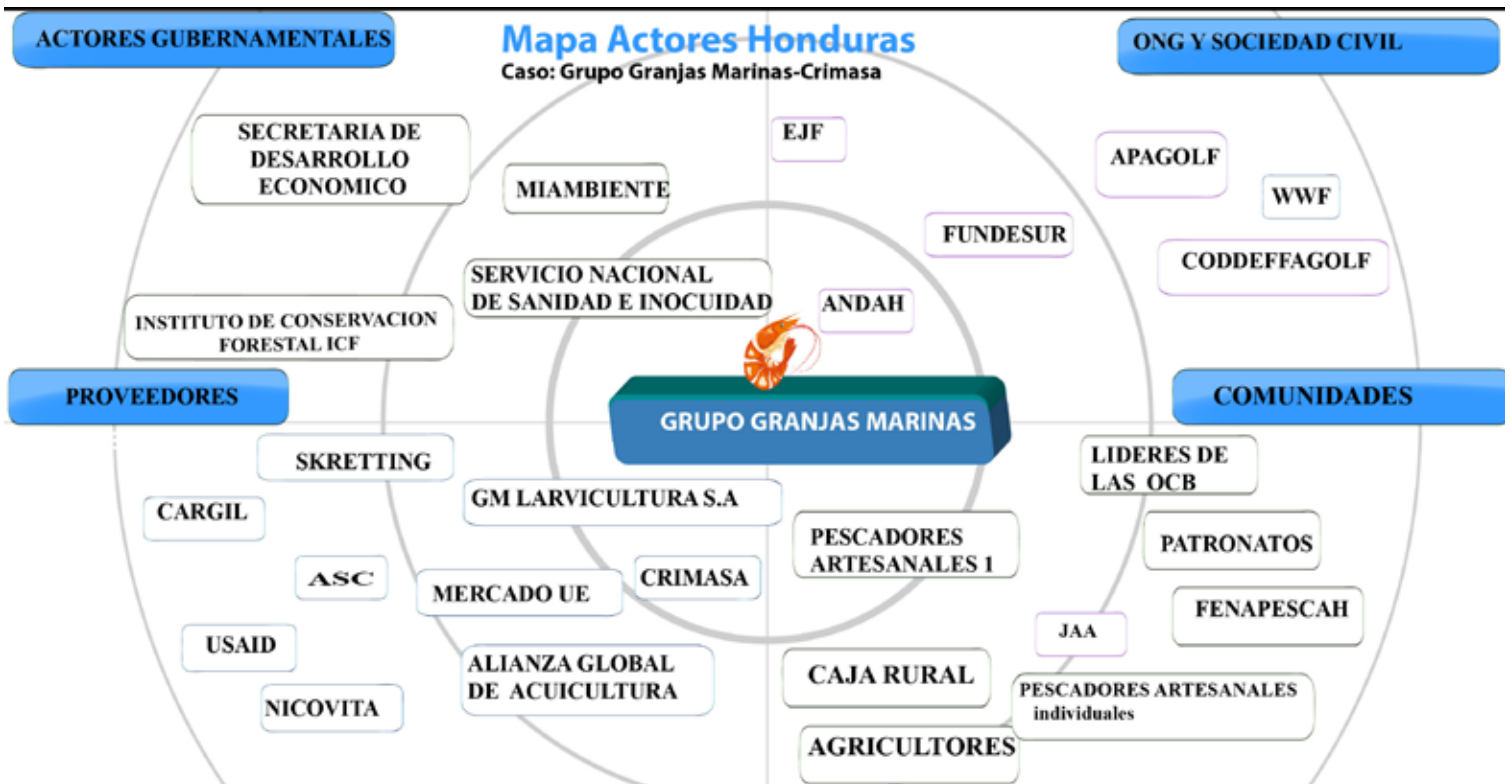 ACTORES GUBERNAMENTALES
Mapa Actores Honduras
Caso: Grupo Granjas Marinas-Crimasa
ONG Y SOCIEDAD CIVIL
SECRETARIA DE
DESARROLLO
ECONOMICO
MIAMBIENTE
SERVICIO NACIONAL
DE SANIDAD E INOCUIDAD
INSTITUTO DE CONSERVACION
FORESTAL ICF
EJF
APAGOLF
WWF
FUNDESUR
CODDEFFAGOLF
ANDAH
PROVEEDORES
GRUPO GRANJAS MARINAS
COMUNIDADES
SKRETTING
GM LARVICULTURA S.A
CARGIL
ASC
MERCADO UE
CRIMASA
USAID
ALIANZA GLOBAL
DE ACUICULTURA
NICOVITA
LIDERES DE
LAS OCB
PESCADORES
ARTESANALES 1
PATRONATOS
FENAPESCAH
JAA
CAJA RURAL
PESCADORES ARTESANALES
individuales
AGRICULTORES